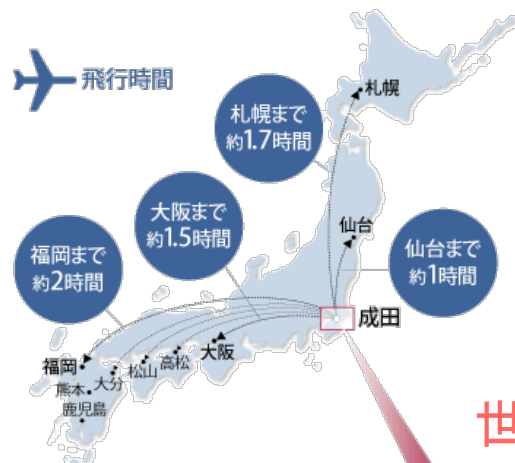 飛行時間
札幌
札幌まで
約1.7時間
大阪まで
約1.5時間
仙台
福岡まで
約2時間
仙台まで
約1時間
成田
福岡
大分
松山
高松
大阪
熊本
鹿児島
世